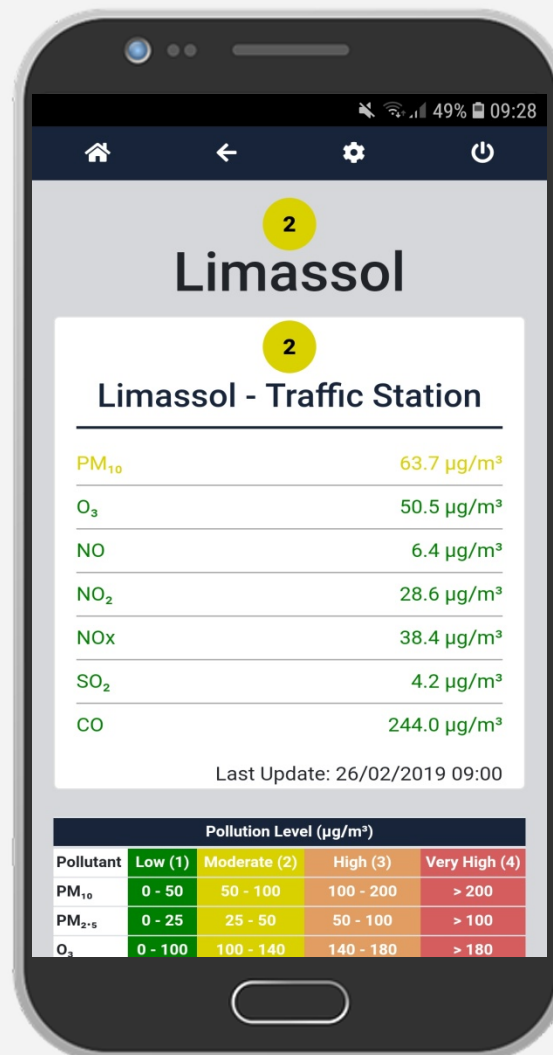 49% 09:28
2
Limassol
2
Limassol - Traffic Station
PM₁₀ 63.7 µg/m³
O₃ 50.5 µg/m³
NO 6.4 µg/m³
NO₂ 28.6 µg/m³
NOx 38.4 µg/m³
SO₂ 4.2 µg/m³
CO 244.0 µg/m³
Last Update: 26/02/2019 09:00
Pollution Level (µg/m³)
Pollutant Low (1) Moderate (2) High (3) Very High (4)
PM₁₀ 0 - 50 50 - 100 100 - 200 > 200
PM₂.₅ 0 - 25 25 - 50 50 - 100 > 100
O₃ 0 - 100 100 - 140 140 - 180 > 180